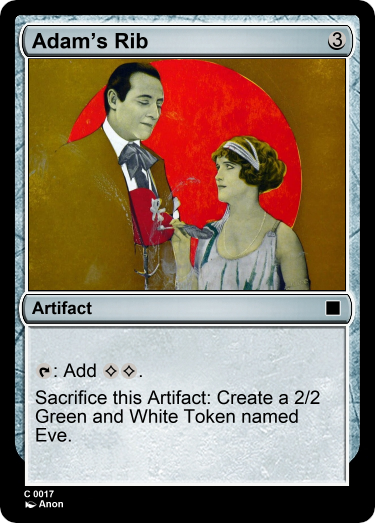 Adam's Rib 3
Artifact
: Add .
Sacrifice this Artifact: Create a 2/2
Green and White Token named
Eve.
C 0017
Anon